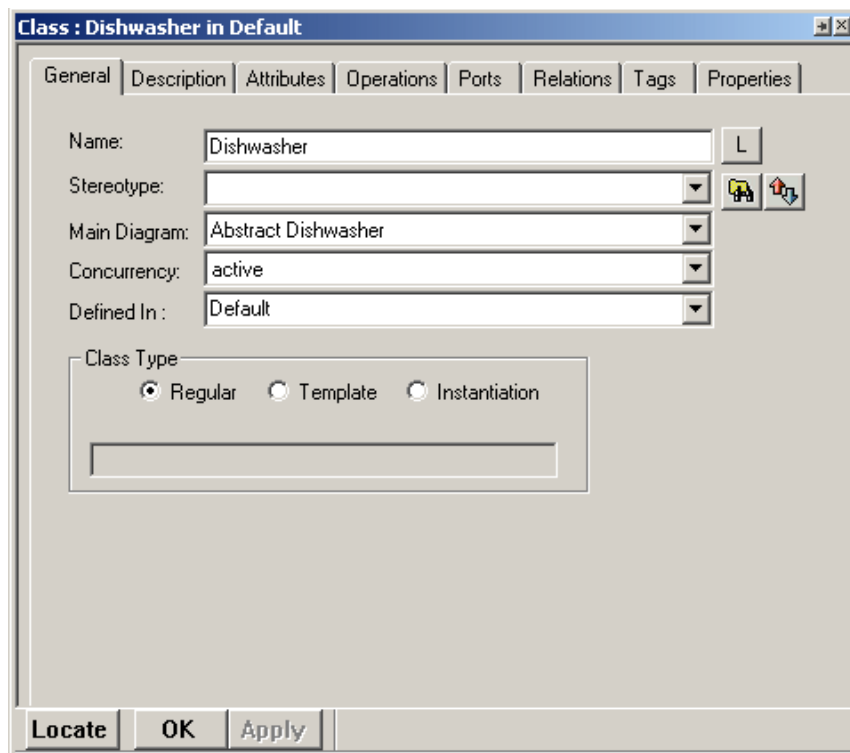 Class : Dishwasher in Default
General Description Attributes Operations Ports Relations Tags Properties
Name: Dishwasher L
Stereotype:
Main Diagram: Abstract Dishwasher
Concurrency: active
Defined In : Default
Class Type
Regular Template Instantiation
Locate OK Apply